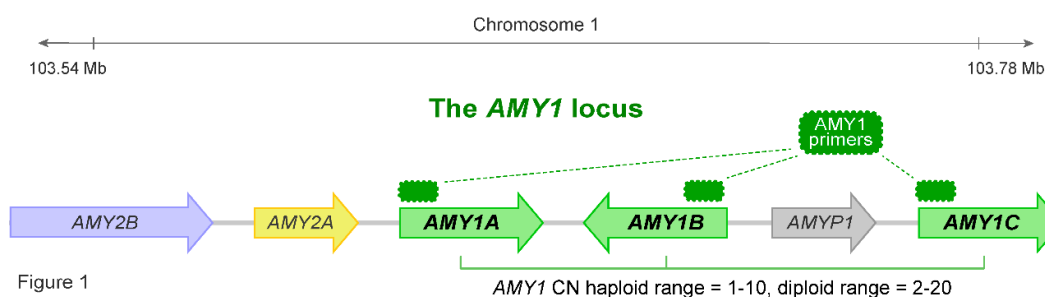 Chromosome 1
103.54 Mb
103.78 Mb
The AMY1 locus
AMY1
primers
AMY2B
AMY2A
AMY1A
AMY1B
AMYP1
AMY1C
Figure 1
AMY1 CN haploid range = 1-10, diploid range = 2-20